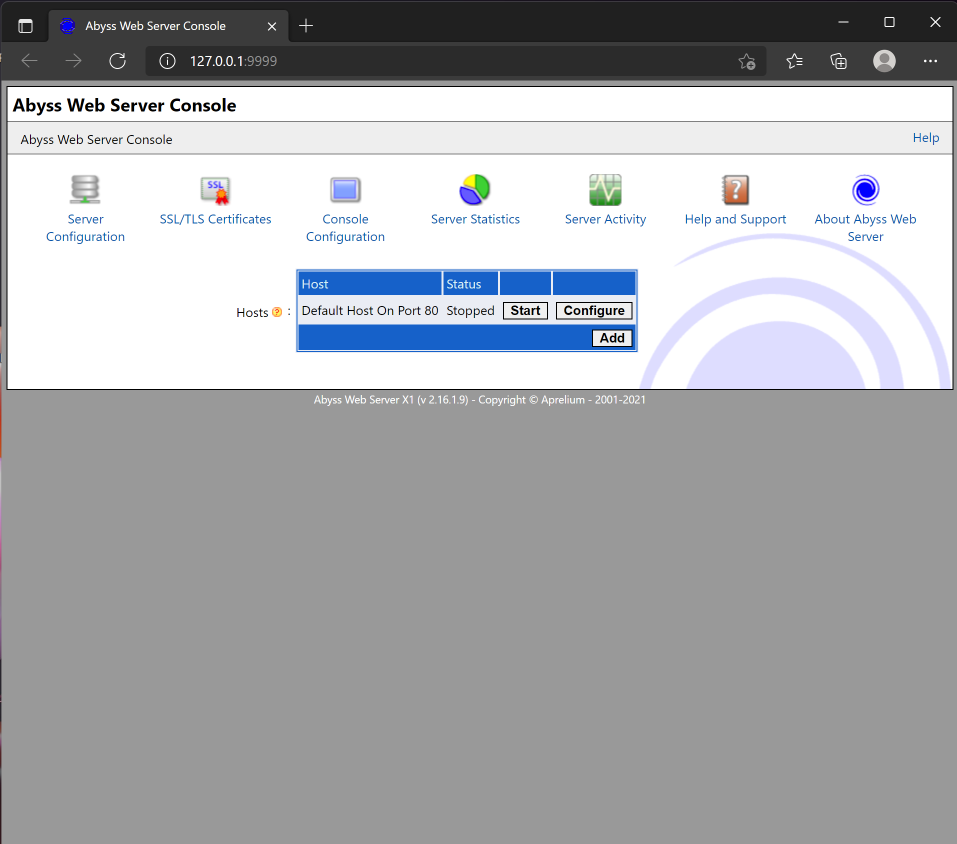 Abyss Web Server Console
127.0.0.1:9999
Abyss Web Server Console
Abyss Web Server Console
Help
SSL
Server Configuration
SSL/TLS Certificates
Console Configuration
Server Statistics
Server Activity
Help and Support
About Abyss Web Server
Host Status
Hosts ? :
Default Host On Port 80 Stopped Start Configure
Add
Abyss Web Server X1 (v 2.16.1.9) - Copyright © Aprelium - 2001-2021